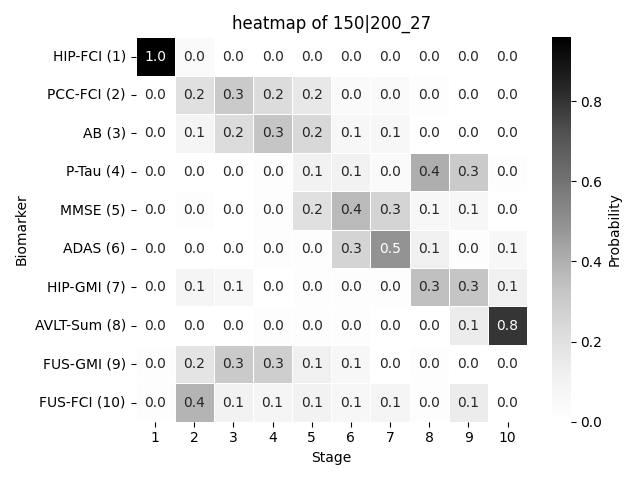 heatmap of 150|200_27
HIP-FCI (1) 1.0 0.0 0.0 0.0 0.0 0.0 0.0 0.0 0.0 0.0
PCC-FCI (2) 0.0 0.2 0.3 0.2 0.2 0.0 0.0 0.0 0.0 0.0
AB (3) 0.0 0.1 0.2 0.3 0.2 0.1 0.1 0.0 0.0 0.0
P-Tau (4) 0.0 0.0 0.0 0.0 0.1 0.1 0.0 0.4 0.3 0.0
MMSE (5) 0.0 0.0 0.0 0.0 0.2 0.4 0.3 0.1 0.1 0.0
ADAS (6) 0.0 0.0 0.0 0.0 0.0 0.3 0.5 0.1 0.0 0.1
HIP-GMI (7) 0.0 0.1 0.1 0.0 0.0 0.0 0.0 0.3 0.3 0.1
AVLT-Sum (8) 0.0 0.0 0.0 0.0 0.0 0.0 0.0 0.0 0.1 0.8
FUS-GMI (9) 0.0 0.2 0.3 0.3 0.1 0.1 0.0 0.0 0.0 0.0
FUS-FCI (10) 0.0 0.4 0.1 0.1 0.1 0.1 0.1 0.0 0.1 0.0
1 2 3 4 5 6 7 8 9 10
Stage
Biomarker
0.8
0.6
0.4
0.2
0.0
Probability